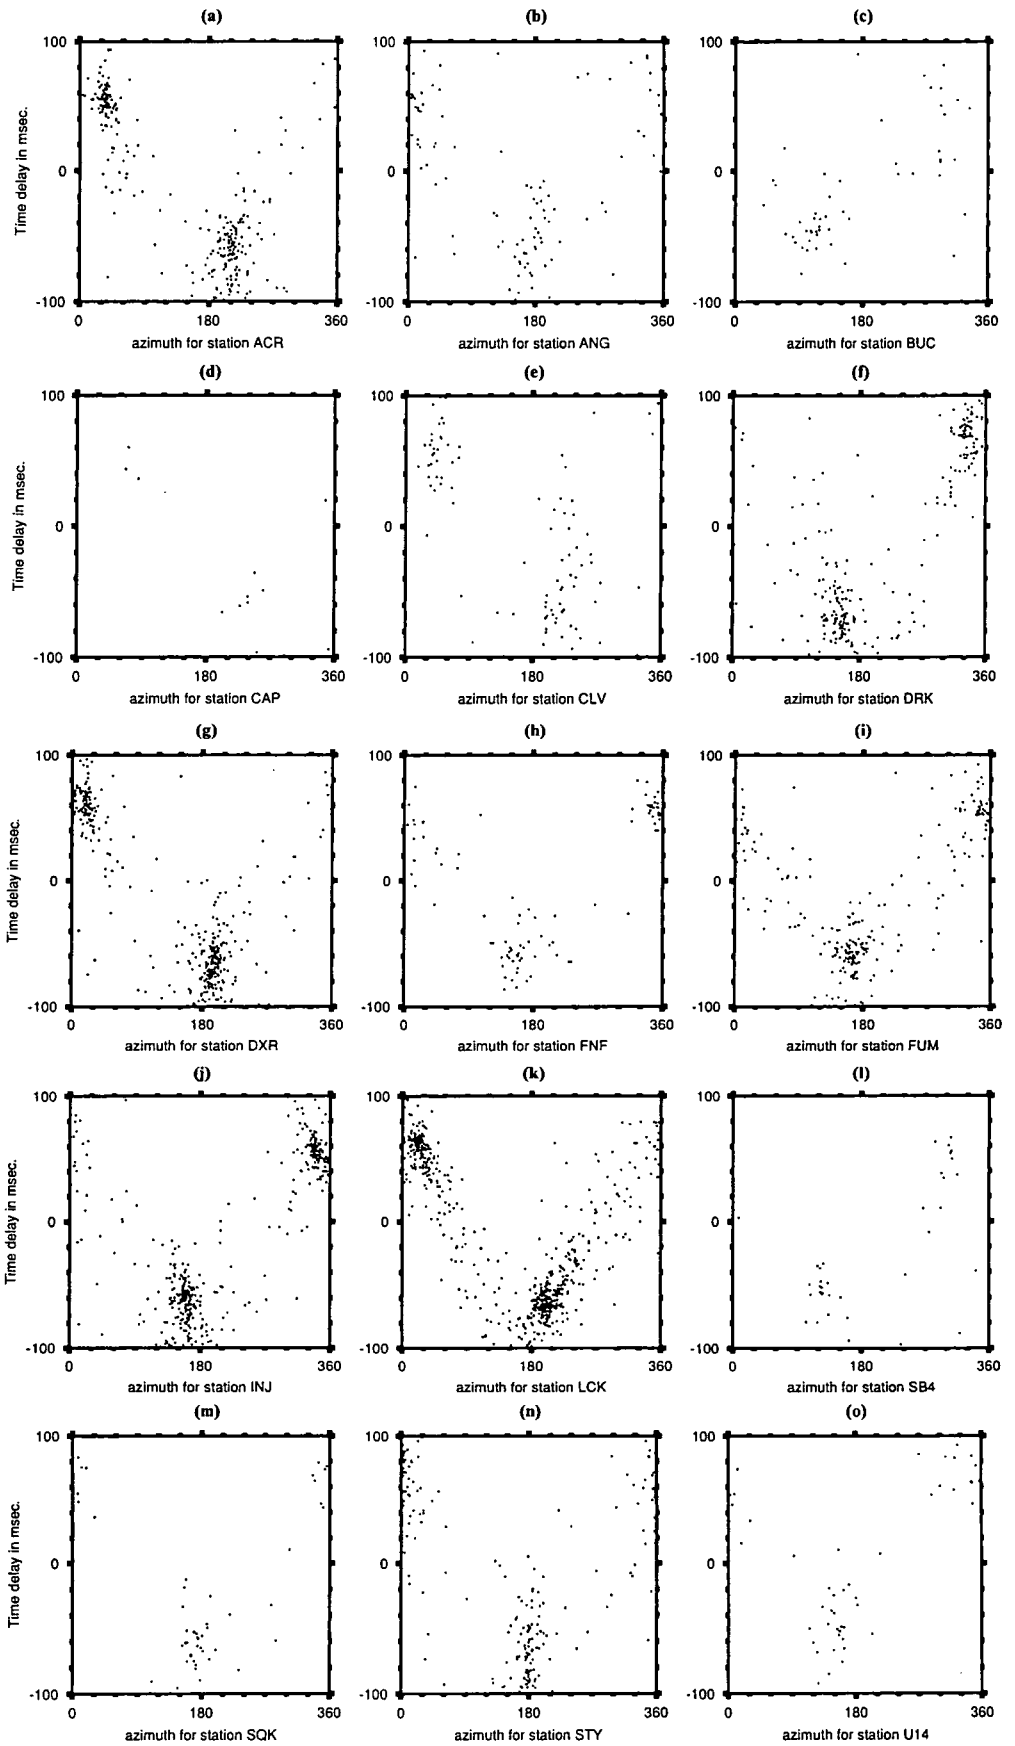 (a) (b) (c)
100 100 100
Time delay in msec.
0 0 0
-100 -100 -100
0 180 360 0 180 360 0 180 360
azimuth for station ACR azimuth for station ANG azimuth for station BUC
(d) (e) (f)
100 100 100
Time delay in msec.
0 0 0
-100 -100 -100
0 180 360 0 180 360 0 180 360
azimuth for station CAP azimuth for station CLV azimuth for station DRK
(g) (h) (i)
100 100 100
Time delay in msec.
0 0 0
-100 -100 -100
0 180 360 0 180 360 0 180 360
azimuth for station DXR azimuth for station FNF azimuth for station FUM
(j) (k) (l)
100 100 100
Time delay in msec.
0 0 0
-100 -100 -100
0 180 360 0 180 360 0 180 360
azimuth for station INJ azimuth for station LCK azimuth for station SB4
(m) (n) (o)
100 100 100
Time delay in msec.
0 0 0
-100 -100 -100
0 180 360 0 180 360 0 180 360
azimuth for station SQK azimuth for station STY azimuth for station U14